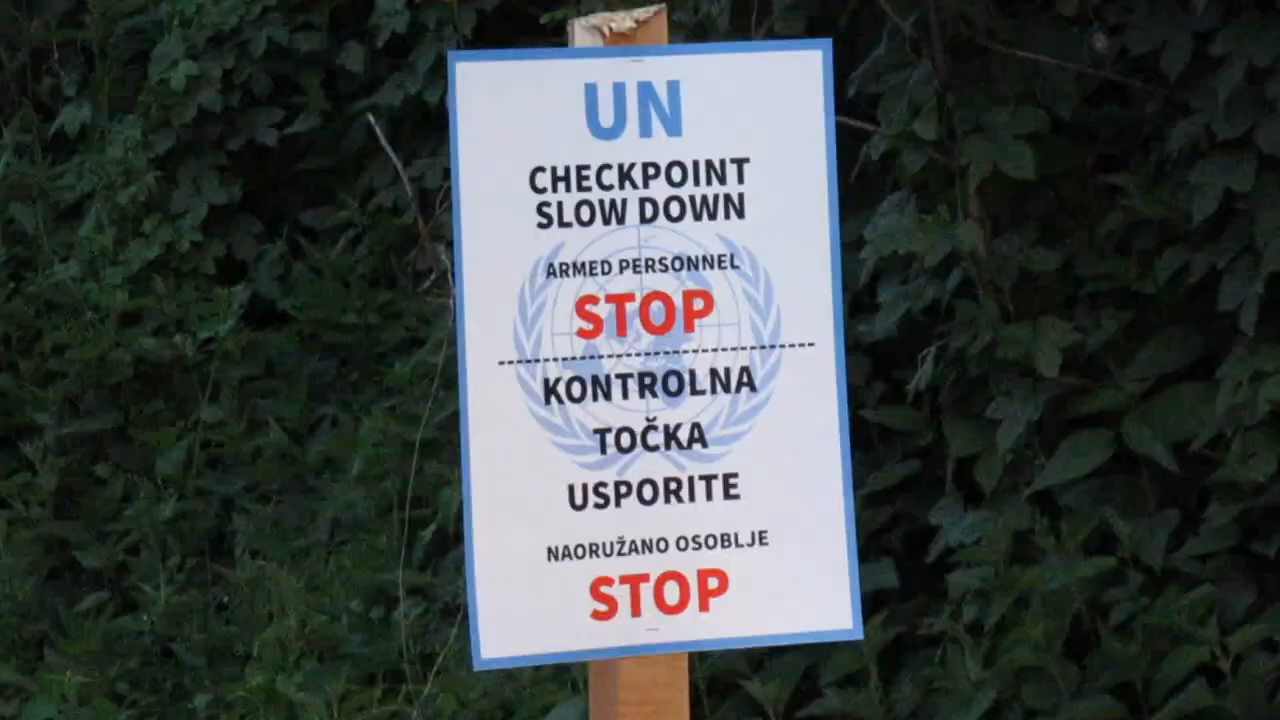 UN
CHECKPOINT
SLOW DOWN
ARMED PERSONNEL
STOP
KONTROLNA
TOČKA
USPORITE
NAORUŽANO OSOBLJE
STOP